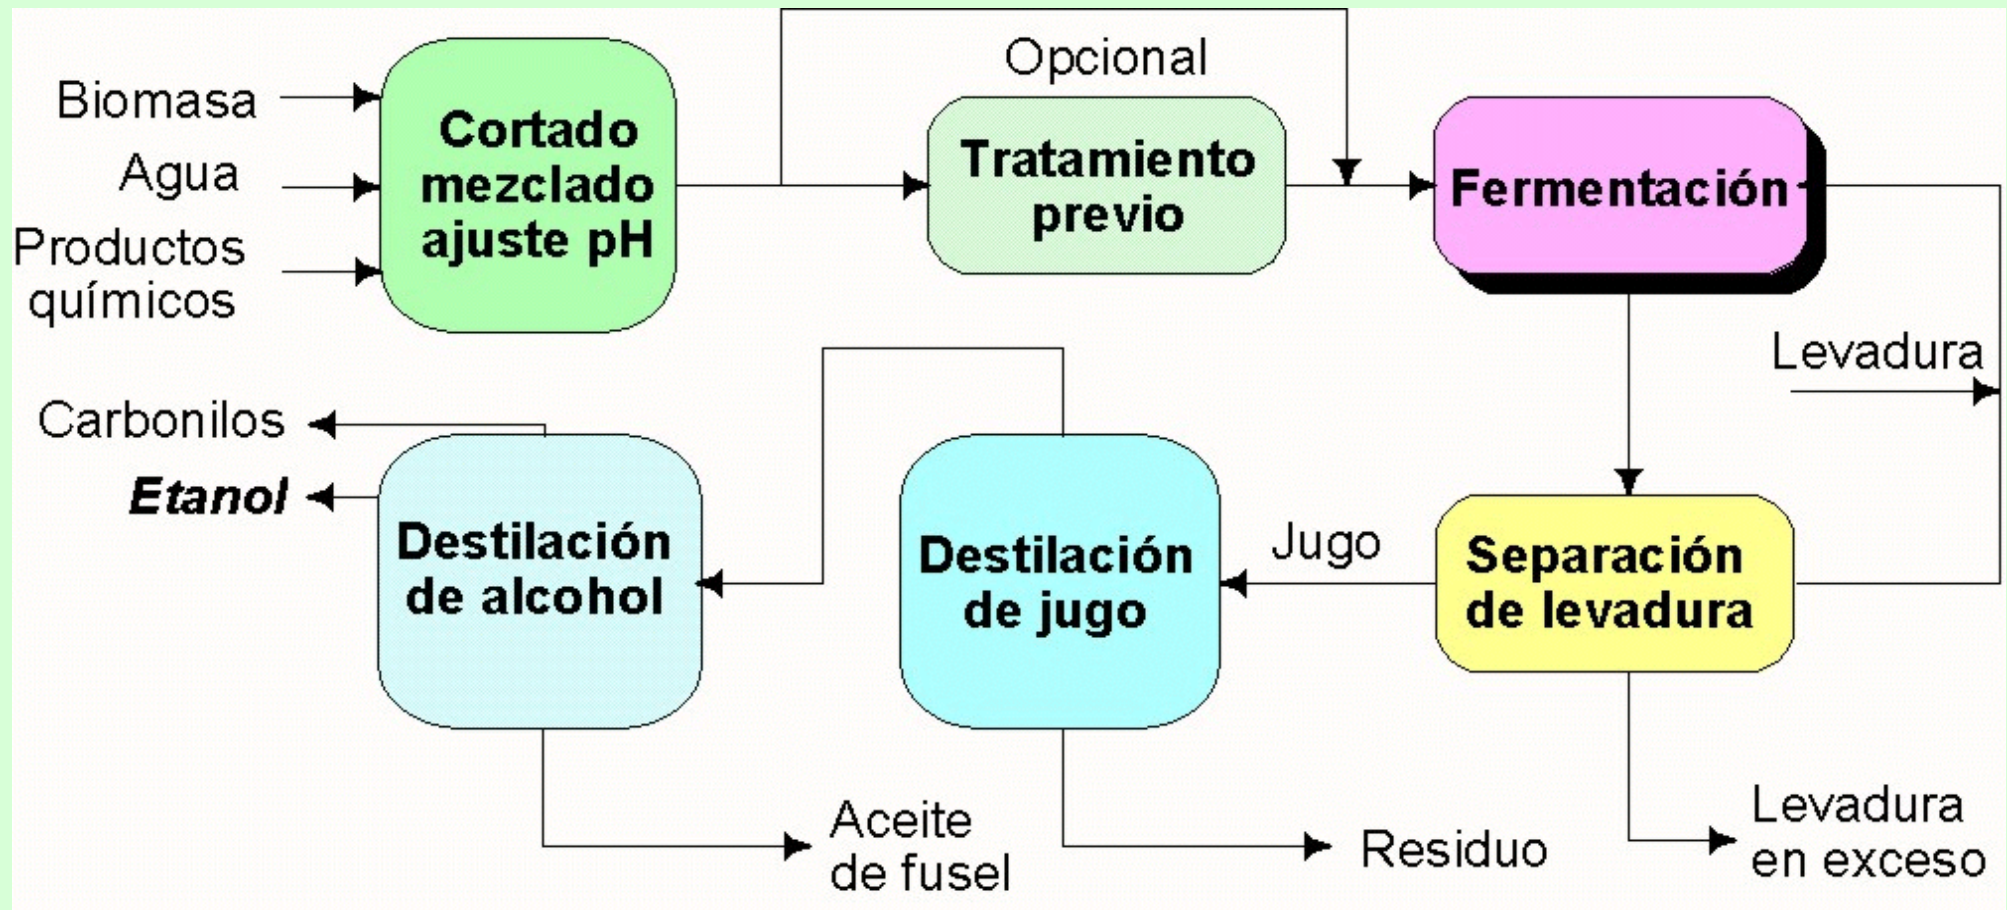 Opcional
Biomasa
Agua
Productos
químicos
Cortado
mezclado
ajuste pH
Tratamiento
previo
Fermentación
Levadura
Carbonilos
Etanol
Destilación
de alcohol
Destilación
de jugo
Jugo
Separación
de levadura
Aceite
de fusel
Residuo
Levadura
en exceso